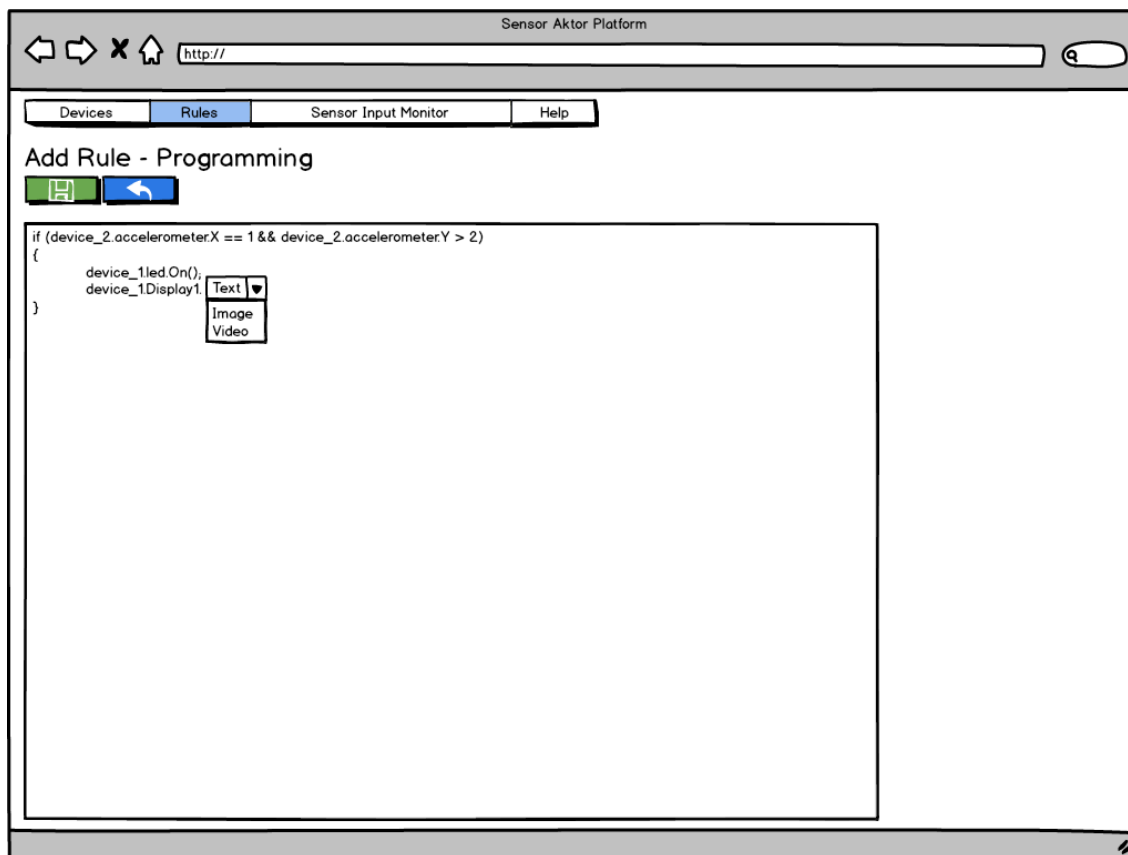 Sensor Aktor Platform
http://
Devices Rules Sensor Input Monitor Help
Add Rule - Programming
if (device_2.accelerometer.X == 1 && device_2.accelerometer.Y > 2)
{
device_1.led.On();
device_1.Display1. Text
Image
}
Video